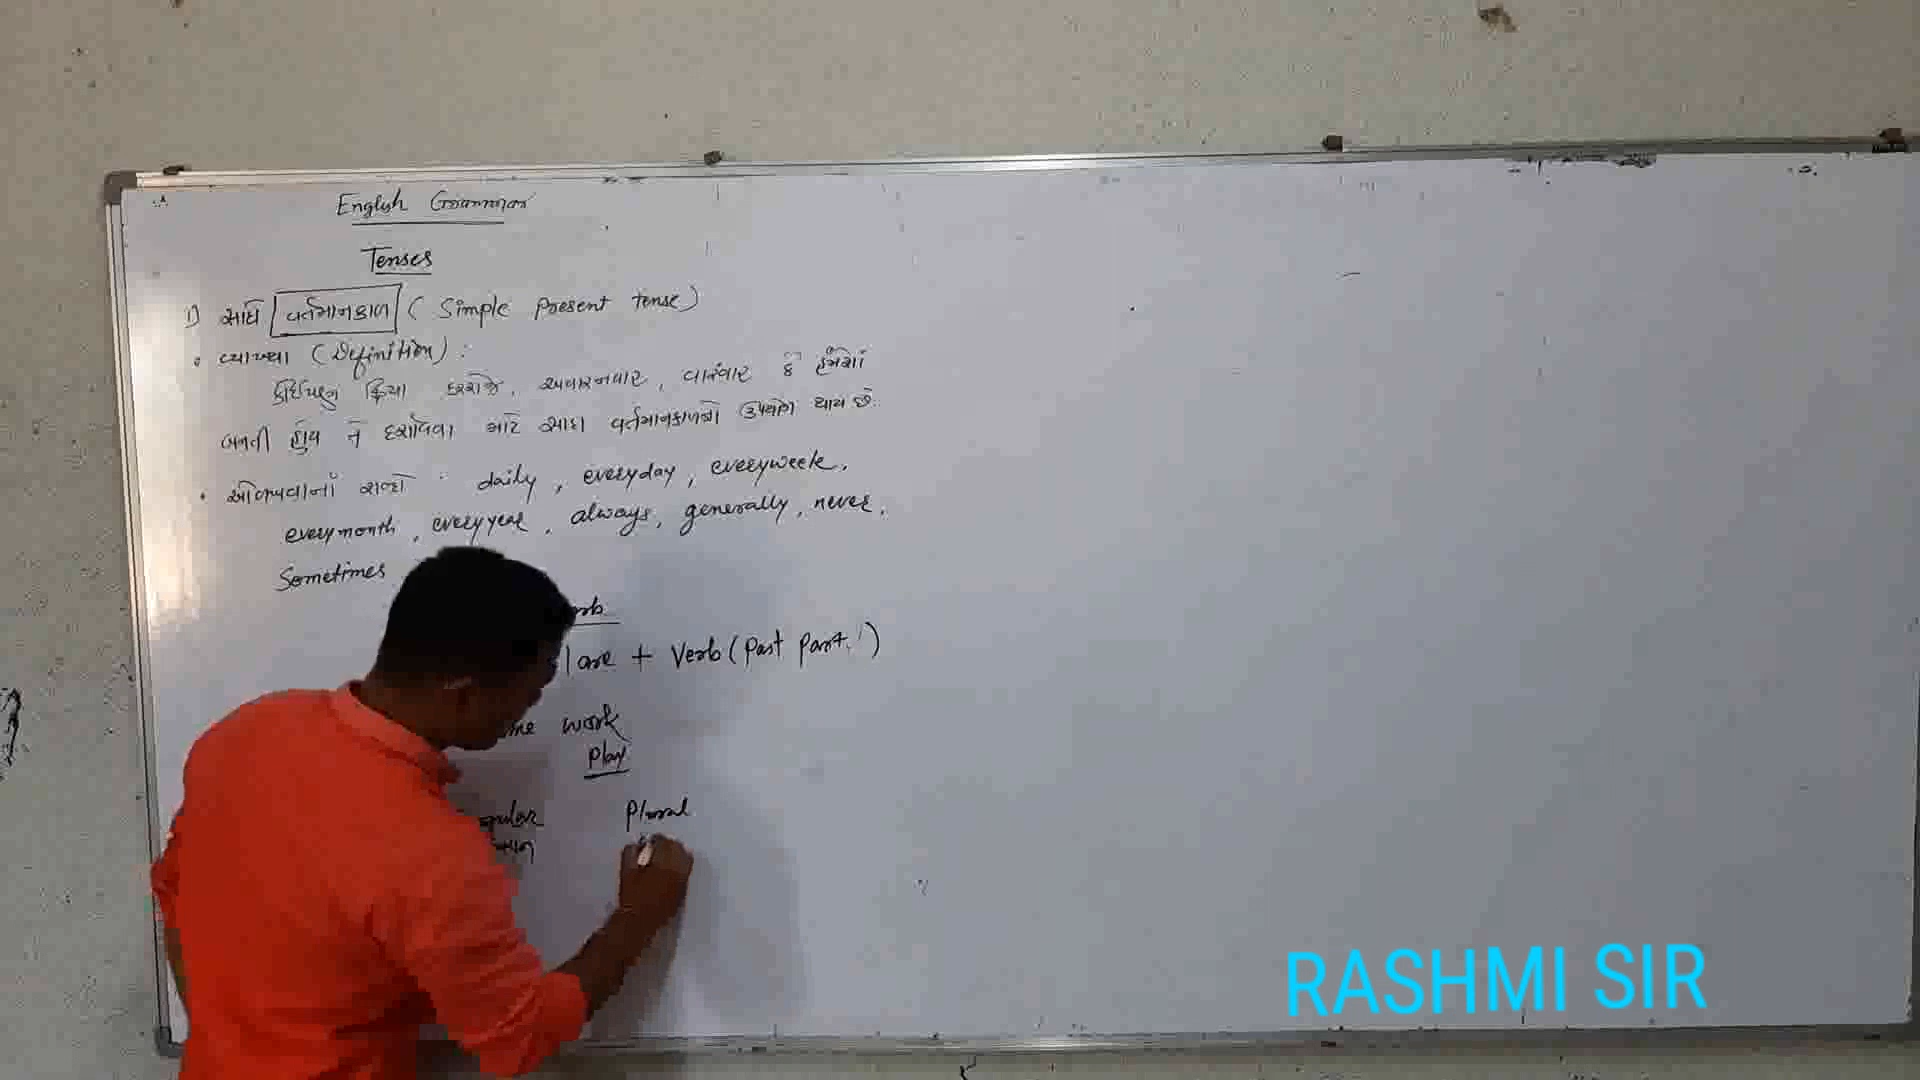 English Grammar
Tenses
1) સાદો વર્તમાનકાળ ( Simple Present tense )
• વ્યાખ્યા (Definition) :
કોઈપણ ક્રિયા દરરોજ, અવારનવાર, વારંવાર કે હંમેશાં
બનતી હોય તે દર્શાવવા માટે સાદા વર્તમાનકાળનો ઉપયોગ થાય છે.
• ઓળખવાનાં શબ્દો : daily, everyday, everyweek,
everymonth, everyyear, always, generally, never,
Sometimes
are + Verb (Past Part.)
work
Play
Plural
RASHMI SIR